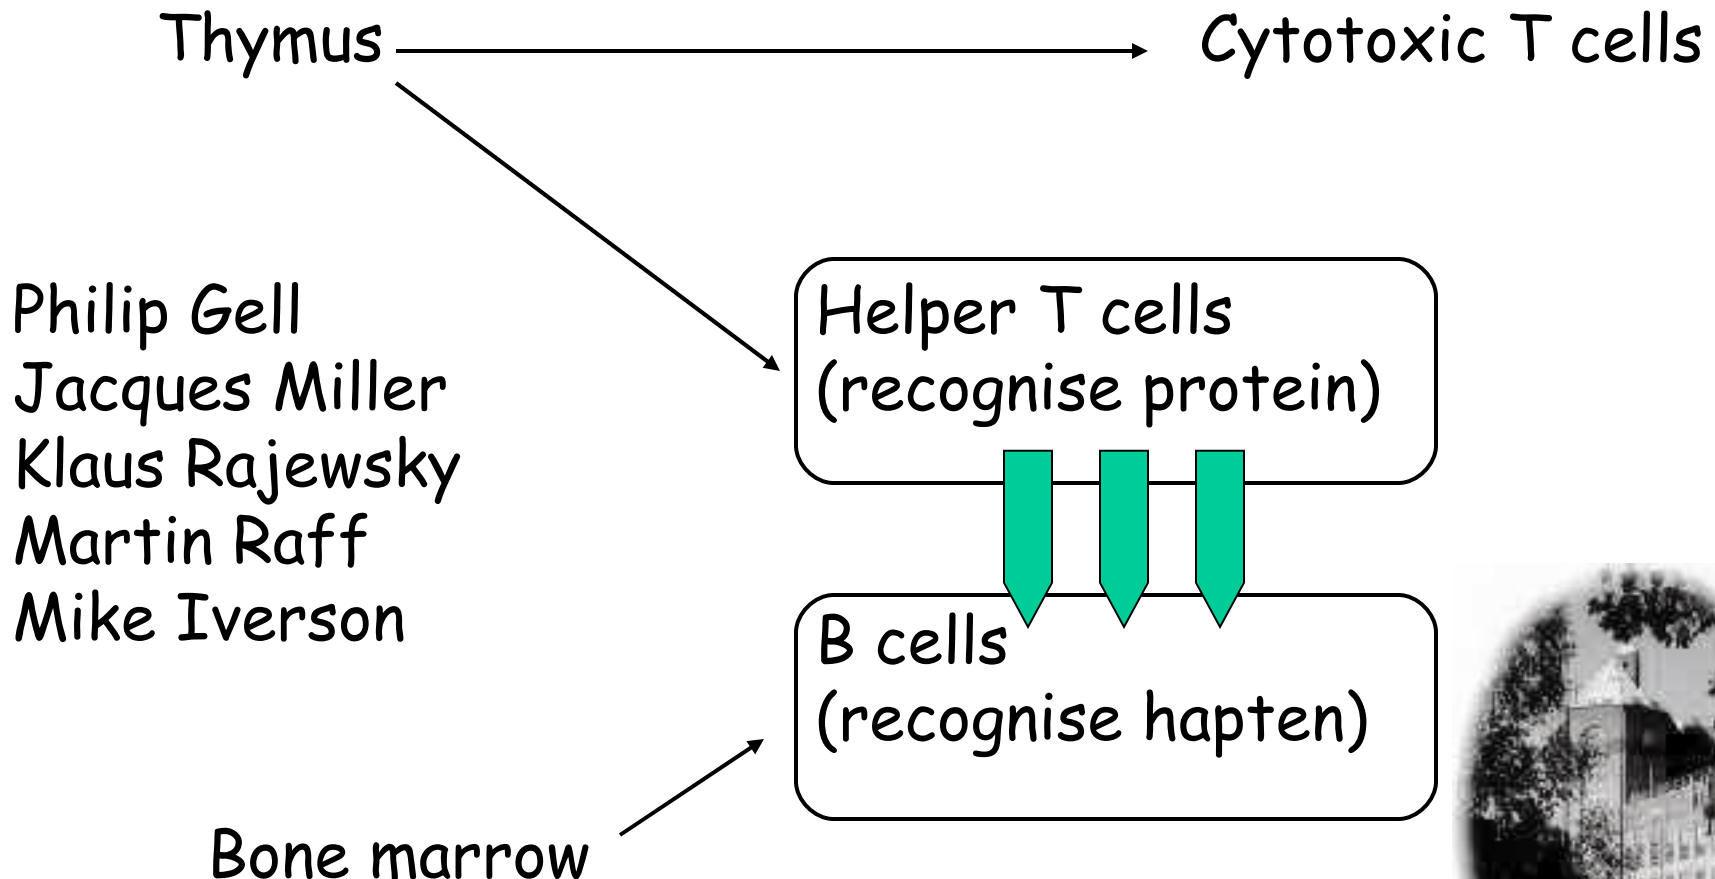 Thymus
Cytotoxic T cells
Philip Gell
Jacques Miller
Klaus Rajewsky
Martin Raff
Mike Iverson
Helper T cells
(recognise protein)
B cells
(recognise hapten)
Bone marrow